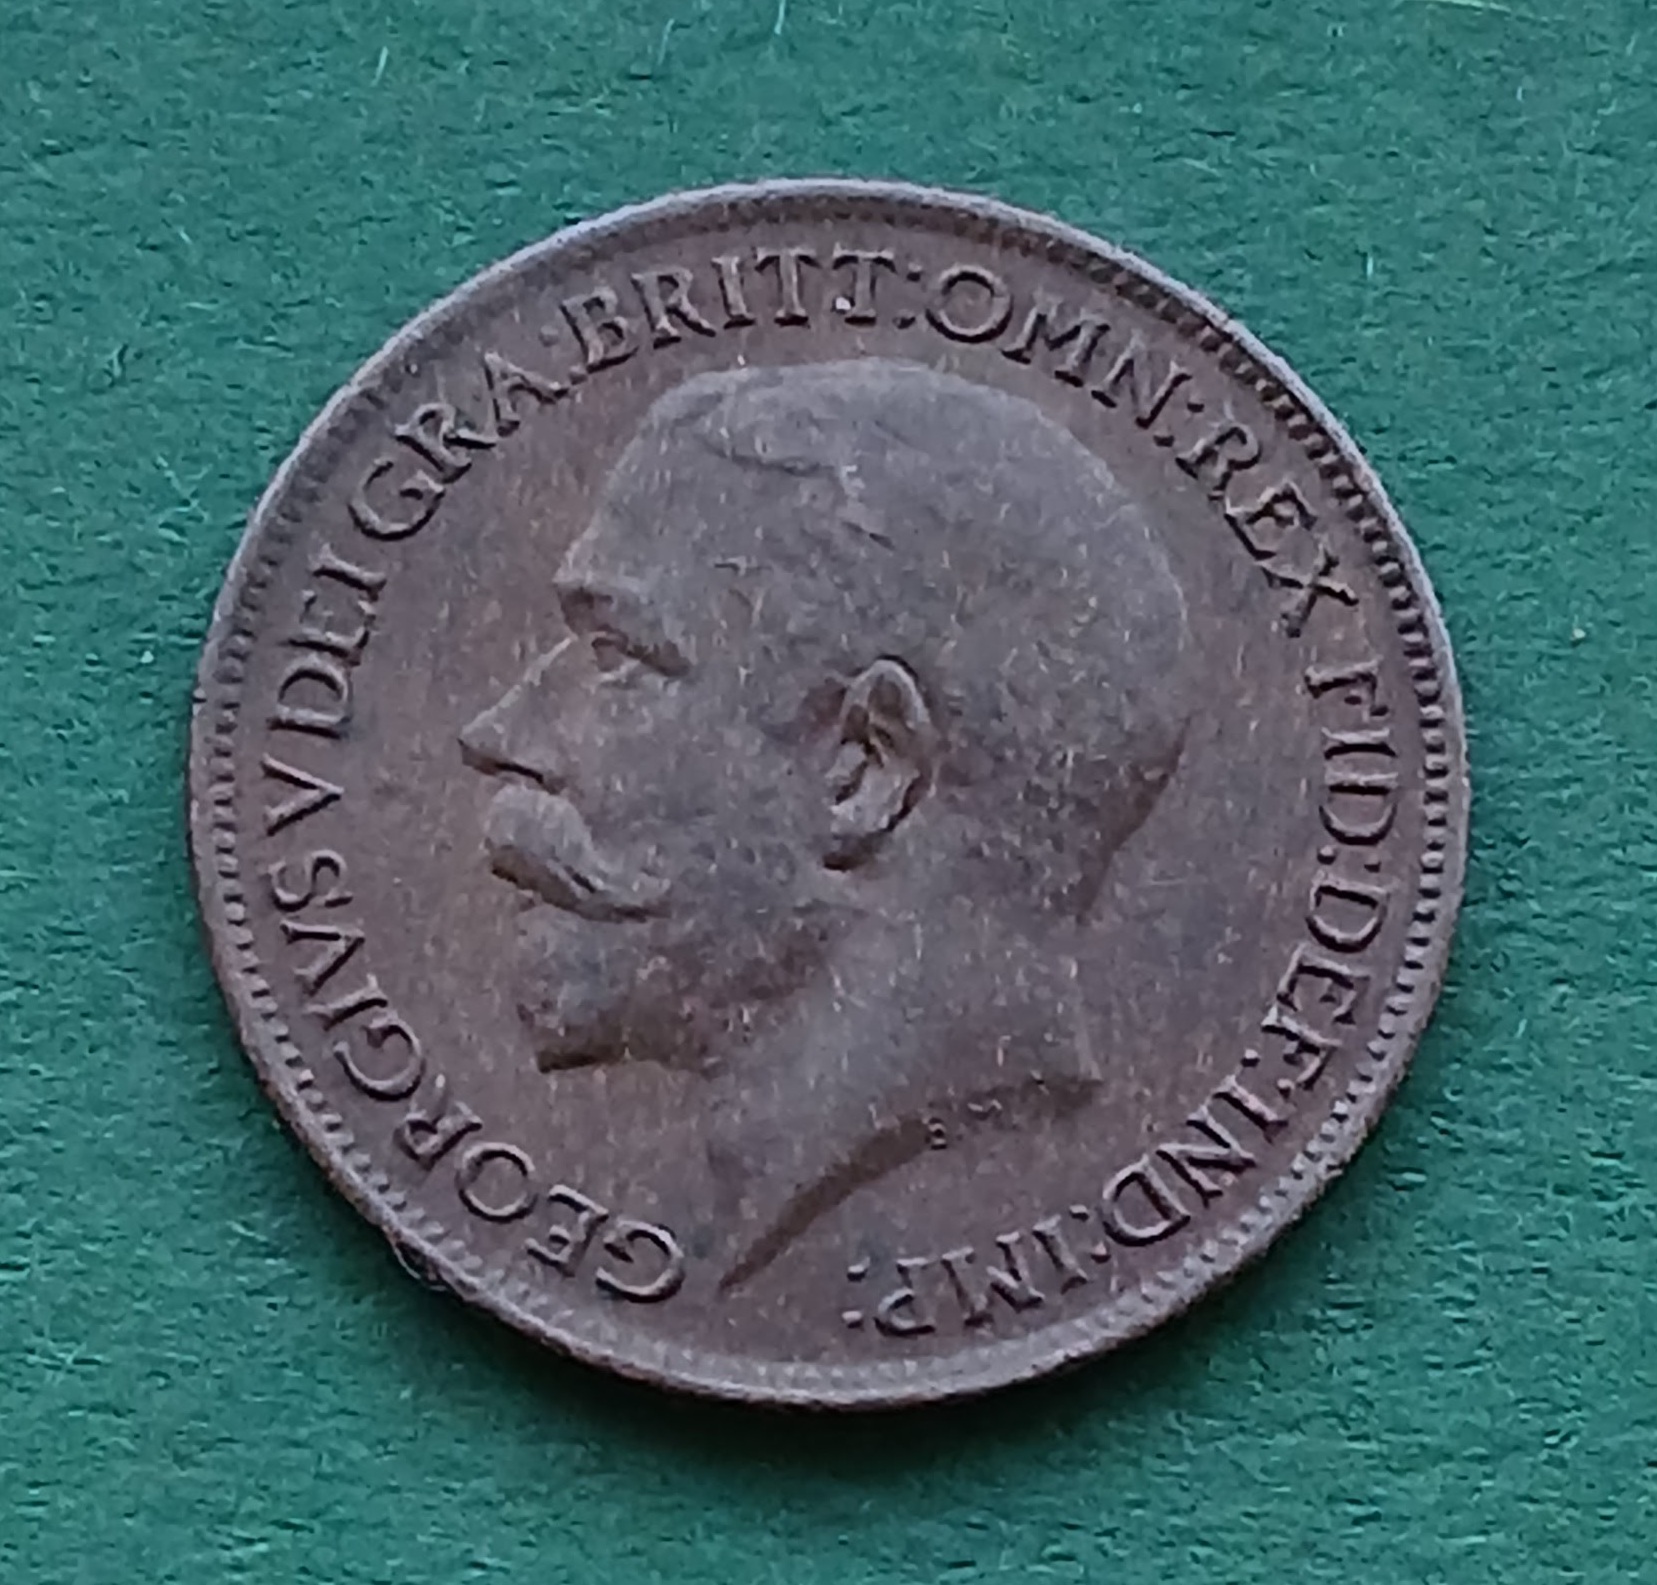 GEORGIVS V DEI GRA: BRITT: OMN: REX FID: DEF: IND: IMP: